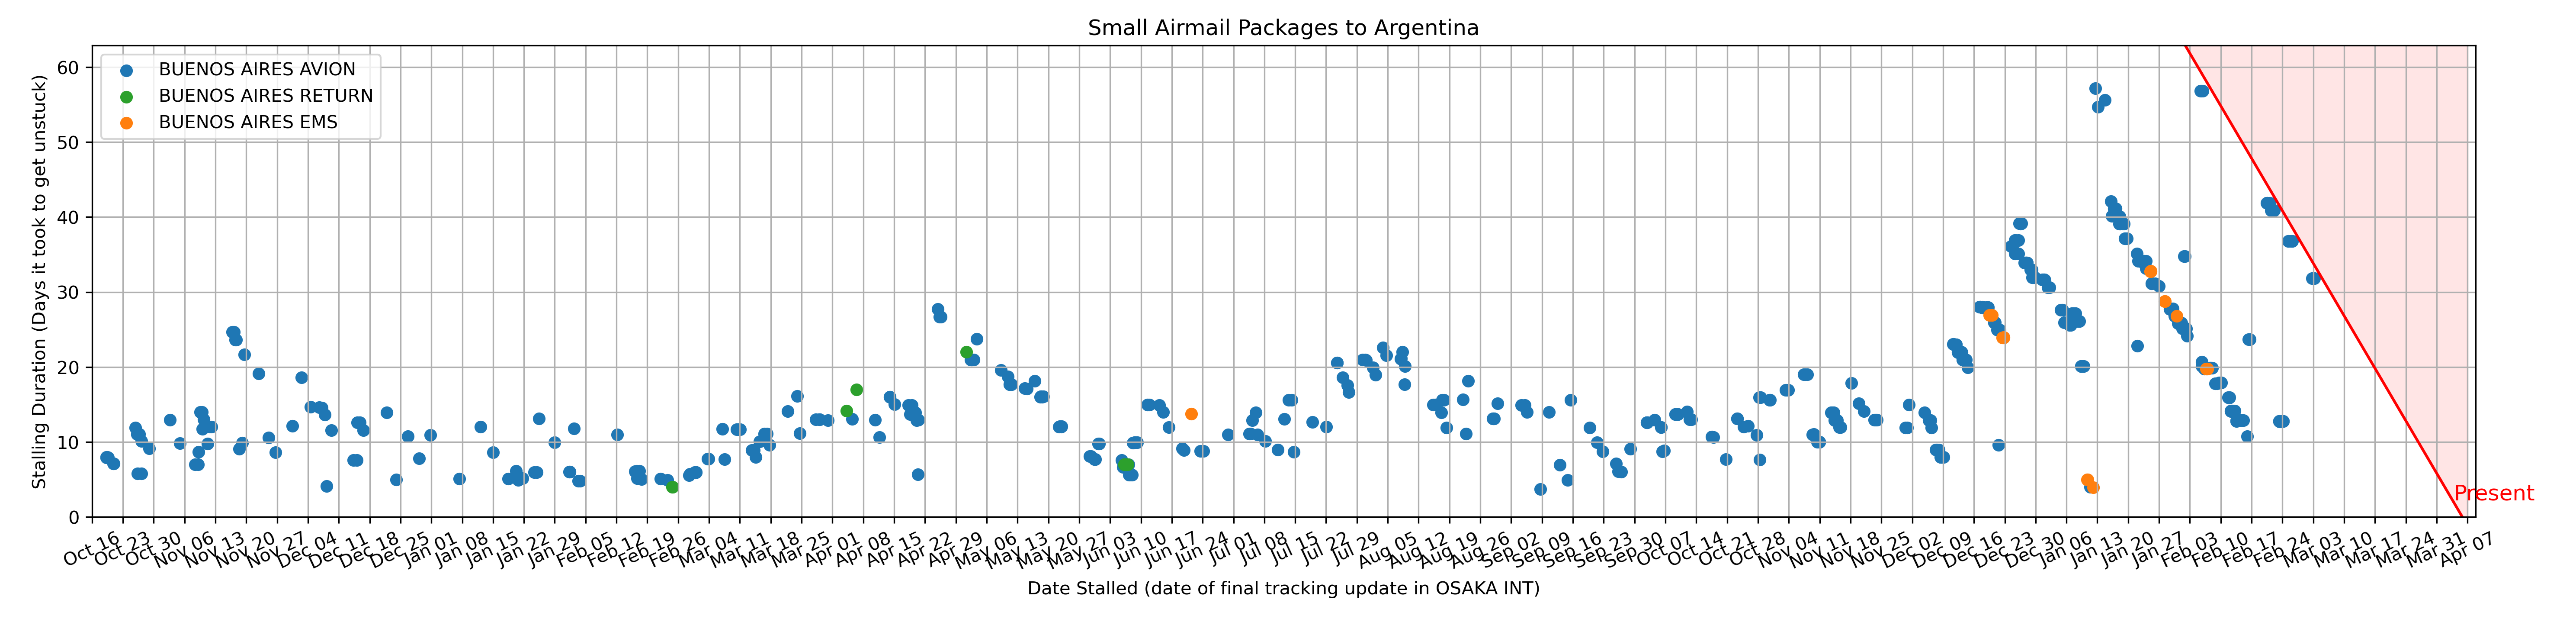 Small Airmail Packages to Argentina
BUENOS AIRES AVION
BUENOS AIRES RETURN
BUENOS AIRES EMS
Stalling Duration (Days it took to get unstuck)
60
50
40
30
20
10
0
Present
Oct 16
Oct 23
Oct 30
Nov 06
Nov 13
Nov 20
Nov 27
Dec 04
Dec 11
Dec 18
Dec 25
Jan 01
Jan 08
Jan 15
Jan 22
Jan 29
Feb 05
Feb 12
Feb 19
Feb 26
Mar 04
Mar 11
Mar 18
Mar 25
Apr 01
Apr 08
Apr 15
Apr 22
Apr 29
May 06
May 13
May 20
May 27
Jun 03
Jun 10
Jun 17
Jun 24
Jul 01
Jul 08
Jul 15
Jul 22
Jul 29
Aug 05
Aug 12
Aug 19
Aug 26
Sep 02
Sep 09
Sep 16
Sep 23
Sep 30
Oct 07
Oct 14
Oct 21
Oct 28
Nov 04
Nov 11
Nov 18
Nov 25
Dec 02
Dec 09
Dec 16
Dec 23
Dec 30
Jan 06
Jan 13
Jan 20
Jan 27
Feb 03
Feb 10
Feb 17
Feb 24
Mar 03
Mar 10
Mar 17
Mar 24
Mar 31
Apr 07
Date Stalled (date of final tracking update in OSAKA INT)